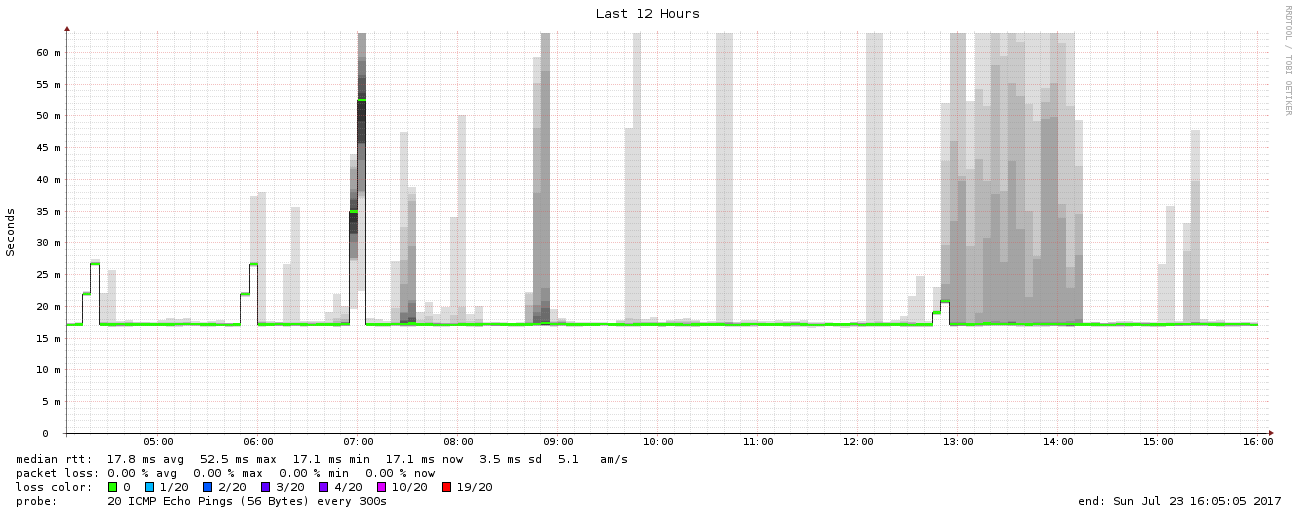 Last 12 Hours
RRDTOOL / TOBI OETIKER
Seconds
60 m
55 m
50 m
45 m
40 m
35 m
30 m
25 m
20 m
15 m
10 m
5 m
0
05:00 06:00 07:00 08:00 09:00 10:00 11:00 12:00 13:00 14:00 15:00 16:00
median rtt: 17.8 ms avg 52.5 ms max 17.1 ms min 17.1 ms now 3.5 ms sd 5.1 am/s
packet loss: 0.00 % avg 0.00 % max 0.00 % min 0.00 % now
loss color: 0 1/20 2/20 3/20 4/20 10/20 19/20
probe: 20 ICMP Echo Pings (56 Bytes) every 300s end: Sun Jul 23 16:05:05 2017